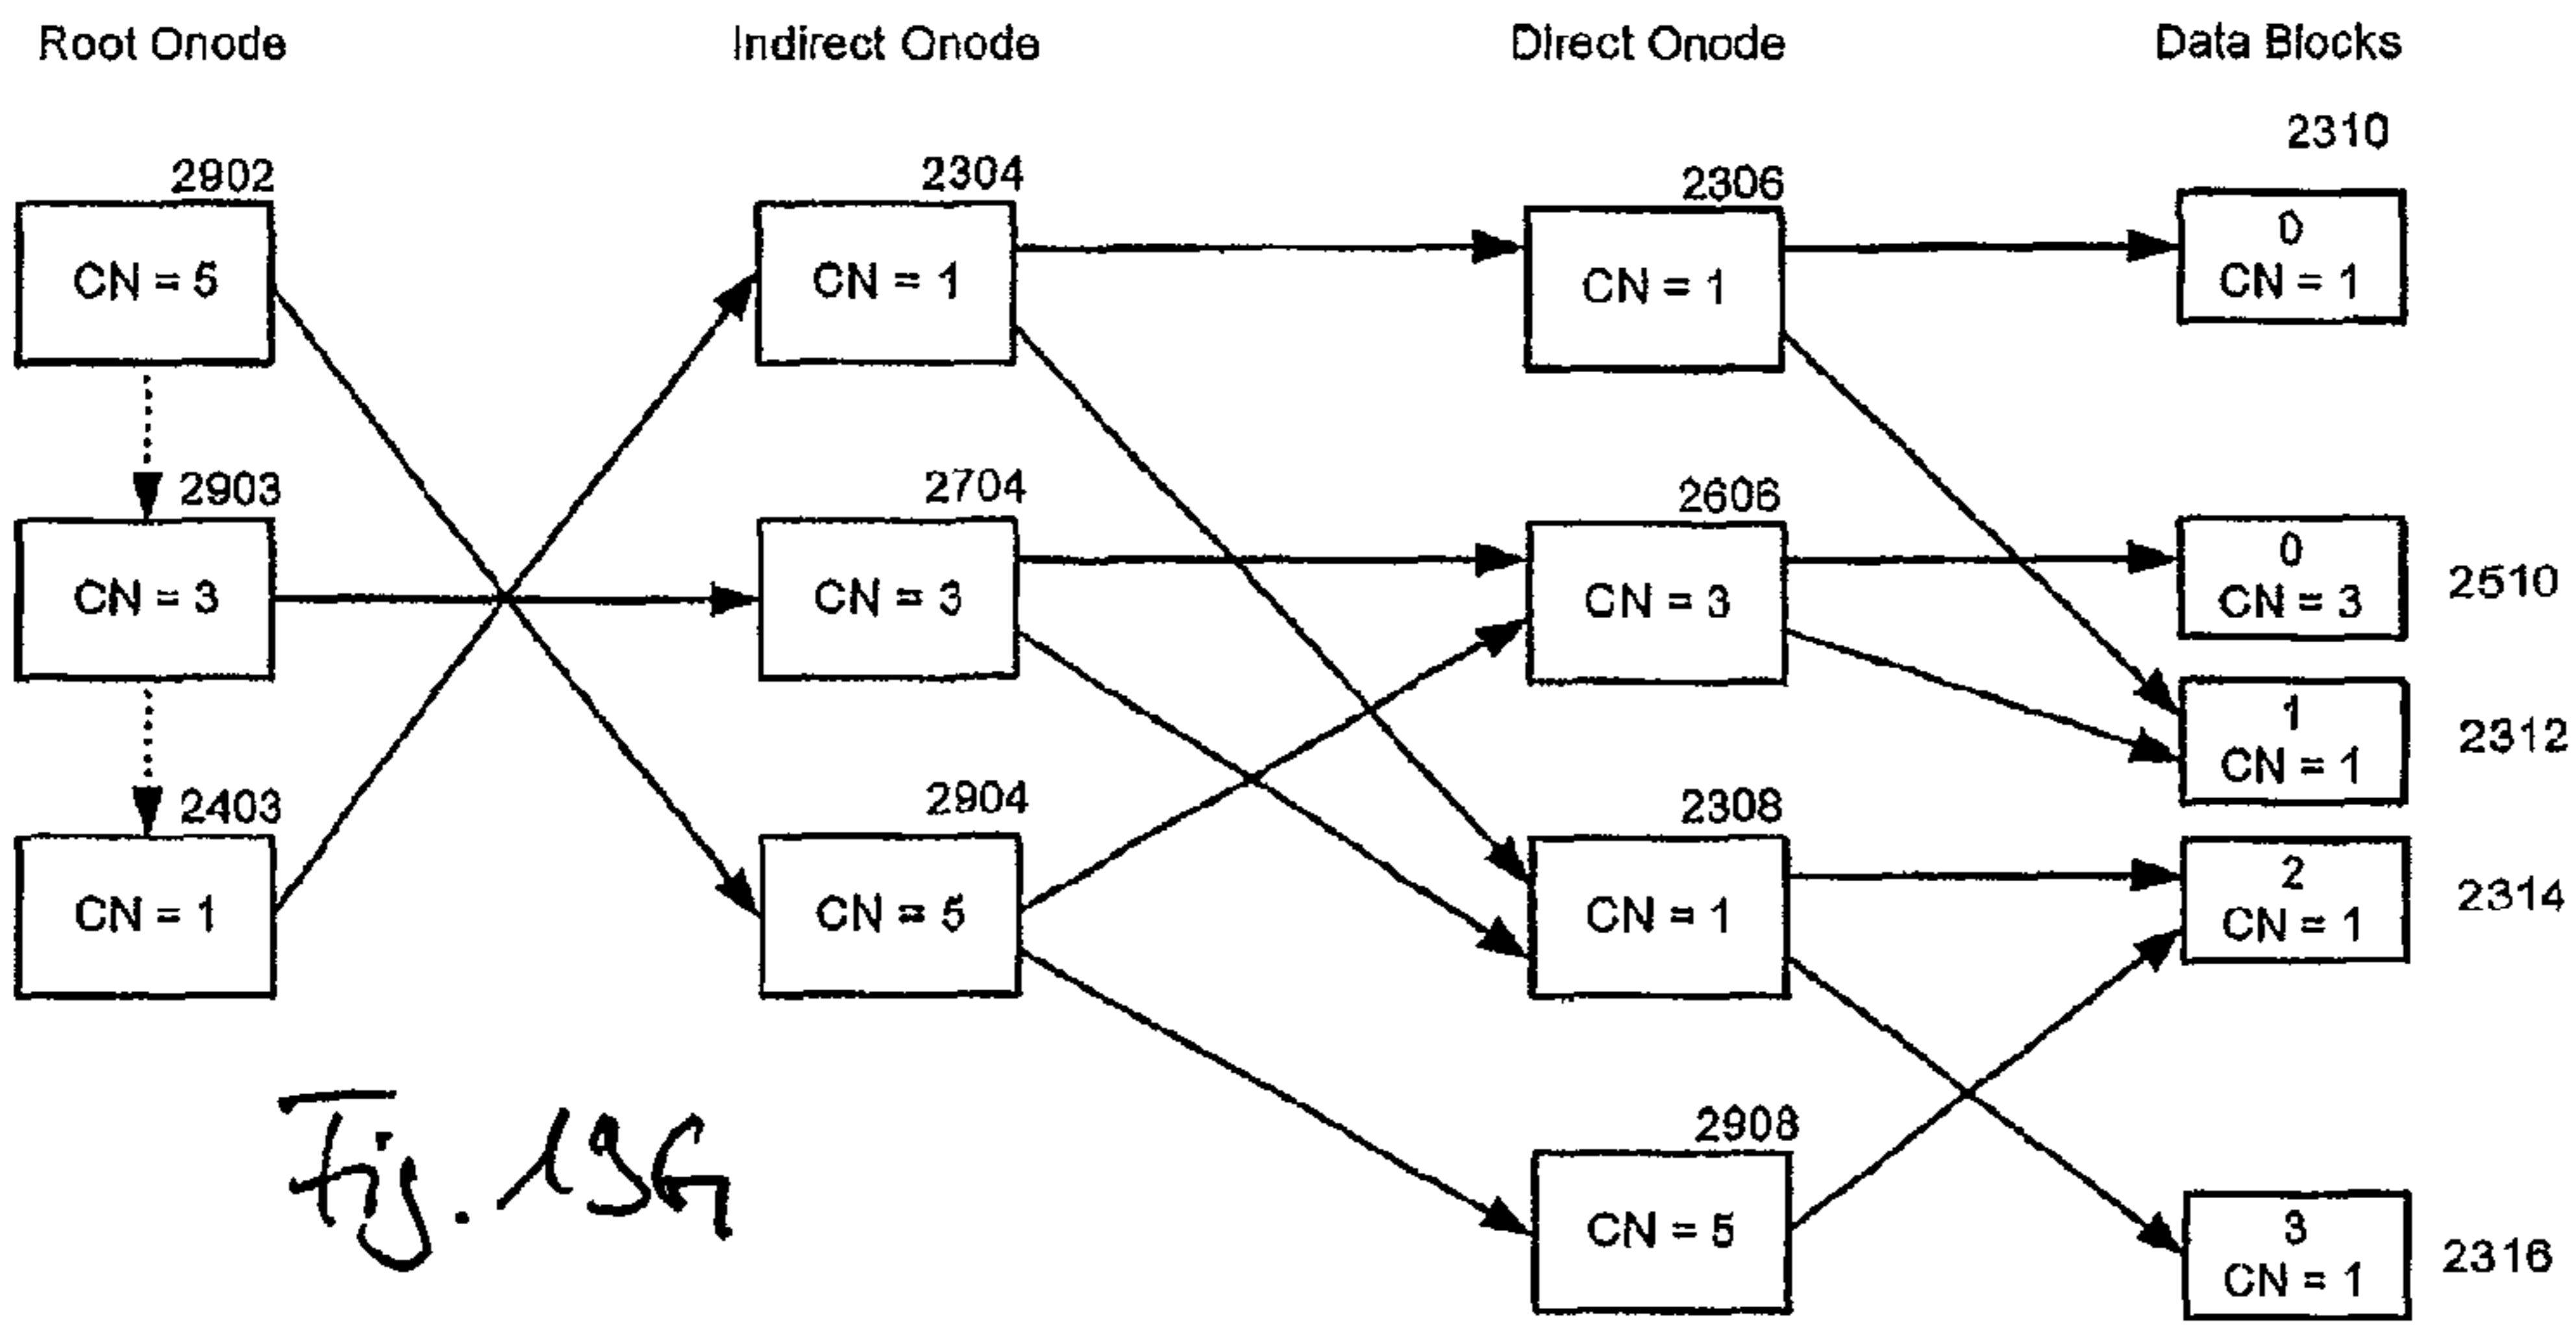 Root Onode Indirect Onode Direct Onode Data Blocks
2310
2902 2304 2306
CN = 5 CN = 1 CN = 1 0
CN = 1
2903 2704 2606
CN = 3 CN = 3 CN = 3 0
CN = 3 2510
1
CN = 1 2312
2403 2904 2308
CN = 1 CN = 5 CN = 1 2
CN = 1 2314
2908
CN = 5 3
CN = 1 2316
Fig. 19G